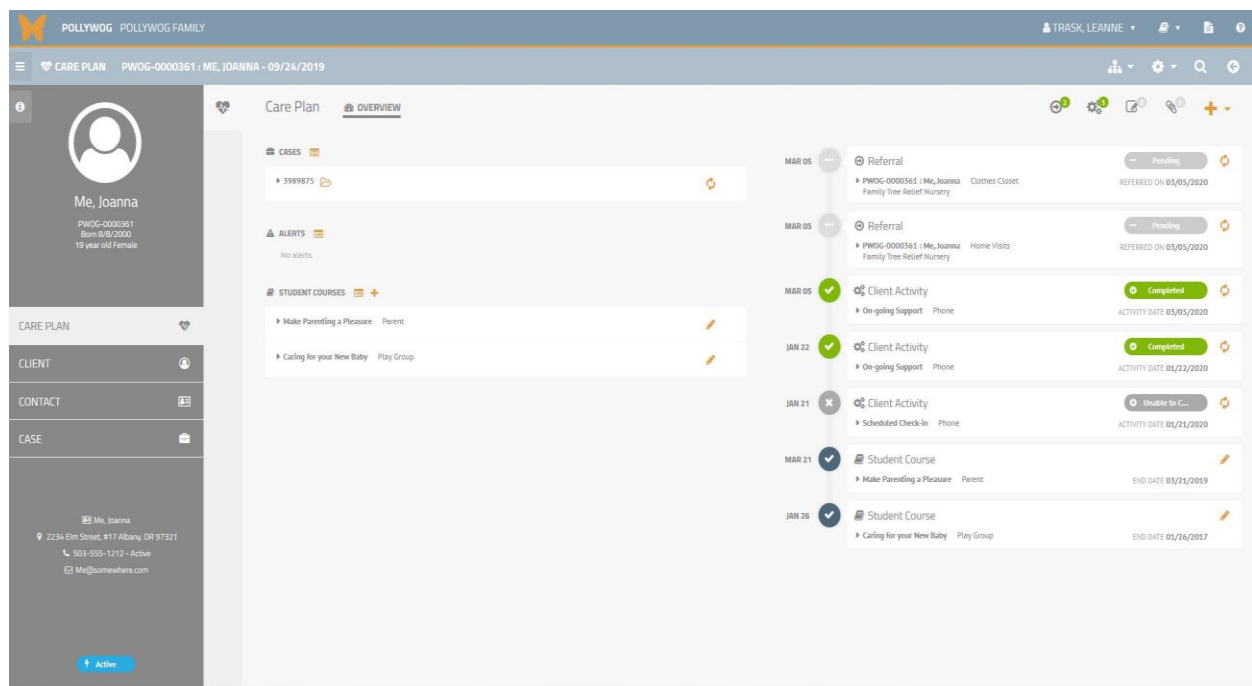 POLLYWOG POLLYWOG FAMILY
TRASK, LEANNE
CARE PLAN PWOG-0000361 : ME, JOANNA - 09/24/2019
Me, Joanna
PWOG-0000361
Born 8/8/2000
19 year old Female
CARE PLAN
CLIENT
CONTACT
CASE
Me, Joanna
2234 Elm Street, #17 Albany, OR 97321
503-555-1212 - Active
Me@somewhere.com
Active
Care Plan OVERVIEW
2 3 0 0
CASES
3989875
ALERTS
No alerts.
STUDENT COURSES
Make Parenting a Pleasure Parent
Caring for your New Baby Play Group
MAR 05 Referral Pending
PWOG-0000361 : Me, Joanna Clothes Closet REFERRED ON 03/05/2020
Family Tree Relief Nursery
MAR 05 Referral Pending
PWOG-0000361 : Me, Joanna Home Visits REFERRED ON 03/05/2020
Family Tree Relief Nursery
MAR 05 Client Activity Completed
On-going Support Phone ACTIVITY DATE 03/05/2020
JAN 22 Client Activity Completed
On-going Support Phone ACTIVITY DATE 01/22/2020
JAN 21 Client Activity Unable to C...
Scheduled Check-in Phone ACTIVITY DATE 01/21/2020
MAR 21 Student Course
Make Parenting a Pleasure Parent END DATE 03/21/2019
JAN 26 Student Course
Caring for your New Baby Play Group END DATE 01/26/2017